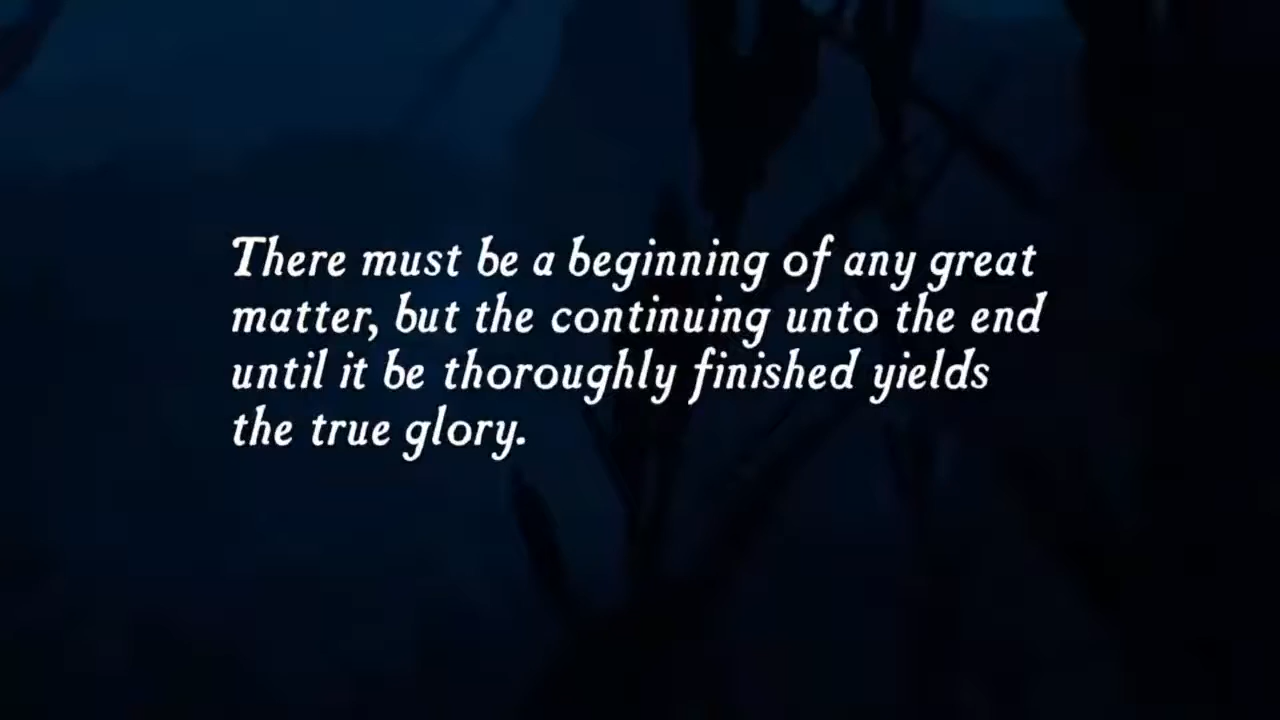 There must be a beginning of any great
matter, but the continuing unto the end
until it be thoroughly finished yields
the true glory.